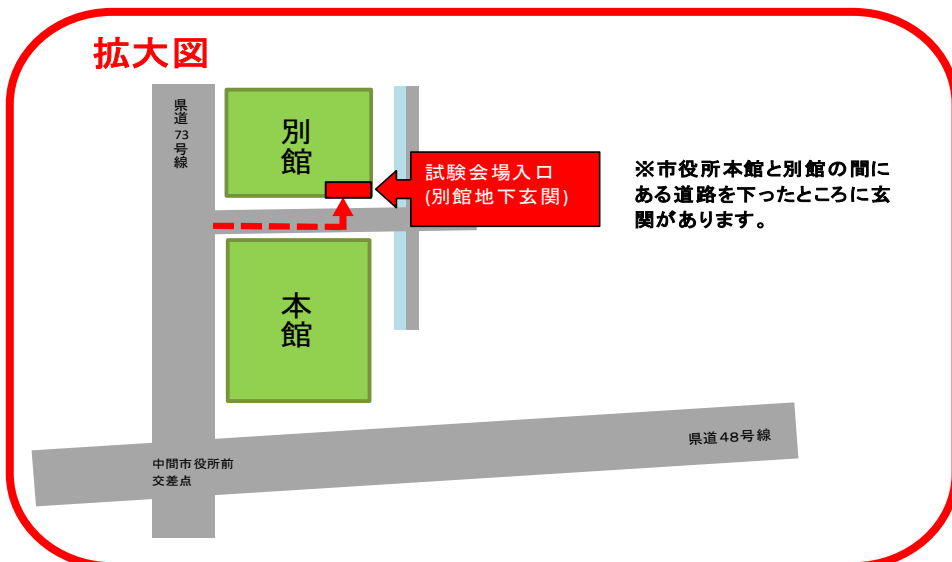 拡大図
県道73号線
別館
試験会場入口
(別館地下玄関)
※市役所本館と別館の間に
ある道路を下ったところに玄
関があります。
本館
県道48号線
中間市役所前
交差点